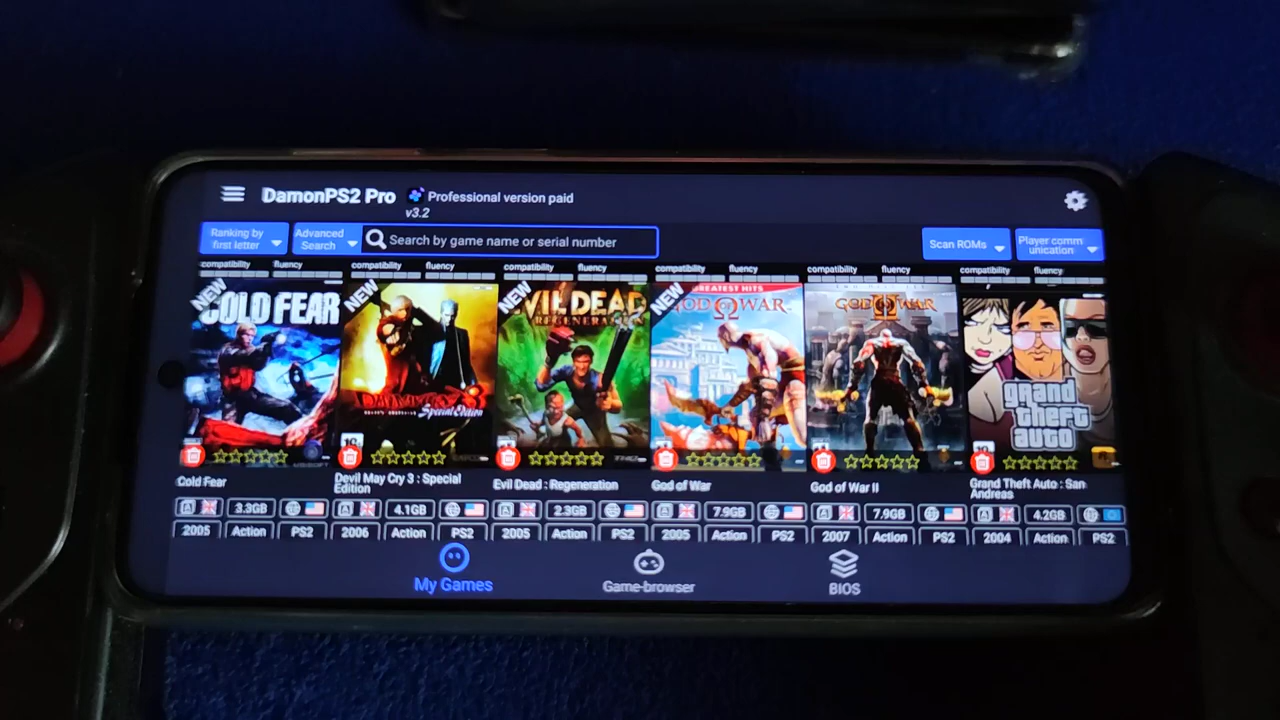 DamonPS2 Pro
Professional version paid
v3.2
Ranking by
first letter
Advanced
Search
Search by game name or serial number
Scan ROMs
Player comm
unication
compatibility fluency
compatibility fluency
compatibility fluency
compatibility fluency
compatibility fluency
compatibility fluency
NEW
COLD FEAR
NEW
Special Edition
NEW
EVIL DEAD
REGENERATION
NEW
GREATEST HITS
GOD OF WAR
GOD OF WAR
II
grand
theft
auto
Cold Fear
Devil May Cry 3 : Special
Edition
Evil Dead : Regeneration
God of War
God of War II
Grand Theft Auto : San
Andreas
3.3GB
4.1GB
2.3GB
7.9GB
7.9GB
4.2GB
2005 Action PS2
2006 Action PS2
2005 Action PS2
2005 Action PS2
2007 Action PS2
2004 Action PS2
My Games
Game-browser
BIOS